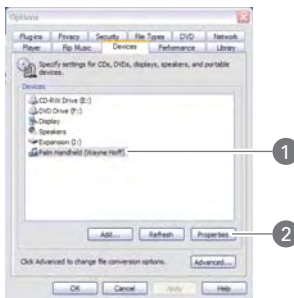 Options
Plug-ins Privacy Security File Types DVD Network
Player Rip Music Devices Performance Library
Specify settings for CDs, DVDs, displays, speakers, and portable
devices.
Devices
CD-RW Drive (E:)
DVD Drive (F:)
Display
Speakers
Expansion (I:)
Palm Handheld (Wayne Hoff)
1
Add... Refresh Properties
2
Click Advanced to change file conversion options. Advanced...
OK Cancel Apply Help